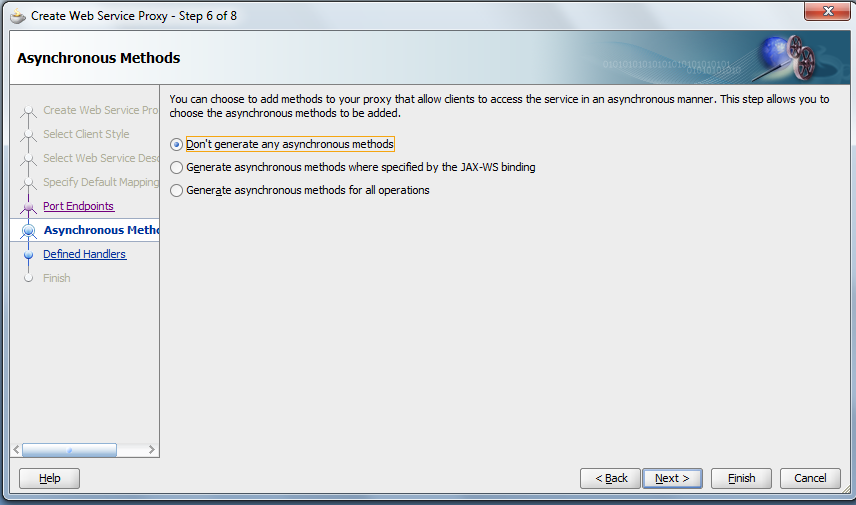 Create Web Service Proxy - Step 6 of 8
Asynchronous Methods
010101010101010101010101
0101010101
Create Web Service Pro
Select Client Style
Select Web Service Desc
Specify Default Mapping
Port Endpoints
Asynchronous Metho
Defined Handlers
Finish
You can choose to add methods to your proxy that allow clients to access the service in an asynchronous manner. This step allows you to
choose the asynchronous methods to be added.
Don't generate any asynchronous methods
Generate asynchronous methods where specified by the JAX-WS binding
Generate asynchronous methods for all operations
Help
< Back
Next >
Finish
Cancel